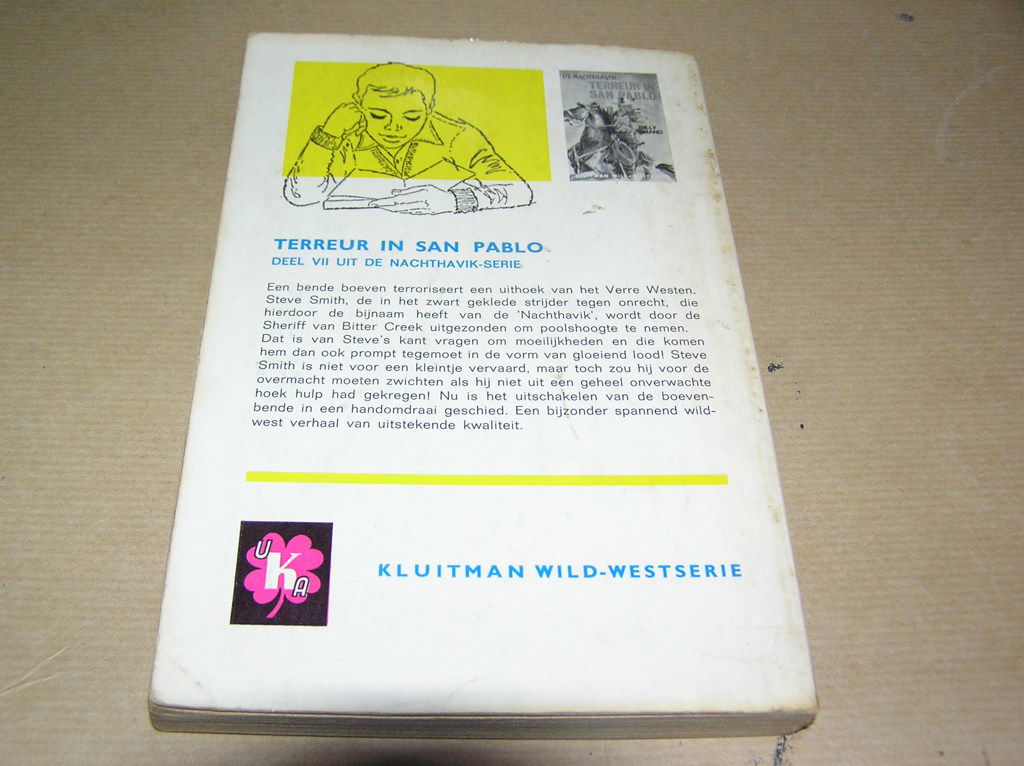 DE NACHTHAVIK
TERREUR IN
SAN PABLO
TERREUR IN SAN PABLO
DEEL VII UIT DE NACHTHAVIK-SERIE
Een bende boeven terroriseert een uithoek van het Verre Westen.
Steve Smith, de in het zwart geklede strijder tegen onrecht, die
hierdoor de bijnaam heeft van de 'Nachthavik', wordt door de
Sheriff van Bitter Creek uitgezonden om poolshoogte te nemen.
Dat is van Steve's kant vragen om moeilijkheden en die komen
hem dan ook prompt tegemoet in de vorm van gloeiend lood! Steve
Smith is niet voor een kleintje vervaard, maar toch zou hij voor de
overmacht moeten zwichten als hij niet uit een geheel onverwachte
hoek hulp had gekregen! Nu is het uitschakelen van de boeven-
bende in een handomdraai geschied. Een bijzonder spannend wild-
west verhaal van uitstekende kwaliteit.
UKA
KLUITMAN WILD-WESTSERIE